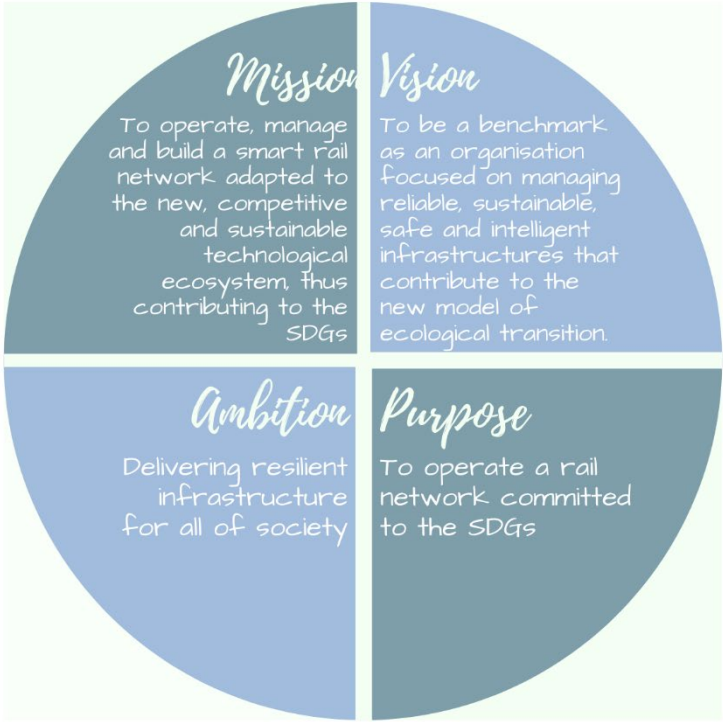 Mission
To operate, manage
and build a smart rail
network adapted to
the new, competitive
and sustainable
technological
ecosystem, thus
contributing to the
SDGs
Vision
To be a benchmark
as an organisation
focused on managing
reliable, sustainable,
safe and intelligent
infrastructures that
contribute to the
new model of
ecological transition.
Ambition
Delivering resilient
infrastructure
for all of society
Purpose
To operate a rail
network committed
to the SDGs